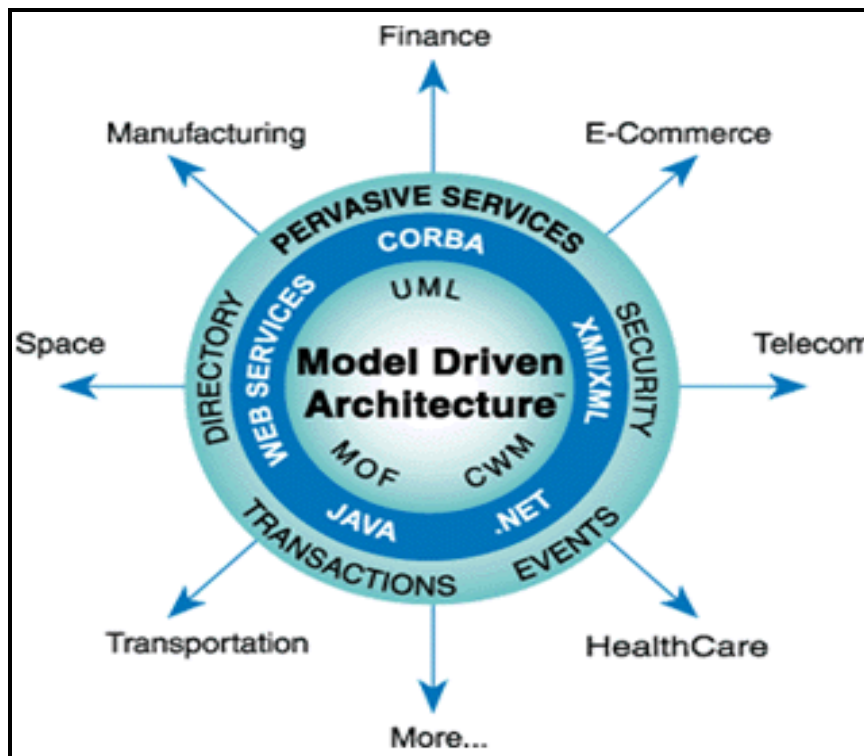 Finance
Manufacturing
E-Commerce
PERVASIVE SERVICES
CORBA
UML
DIRECTORY
WEB SERVICES
XMI/XML
SECURITY
Space
Model Driven
Architecture™
Telecom
MOF
CWM
JAVA
.NET
TRANSACTIONS
EVENTS
Transportation
HealthCare
More...